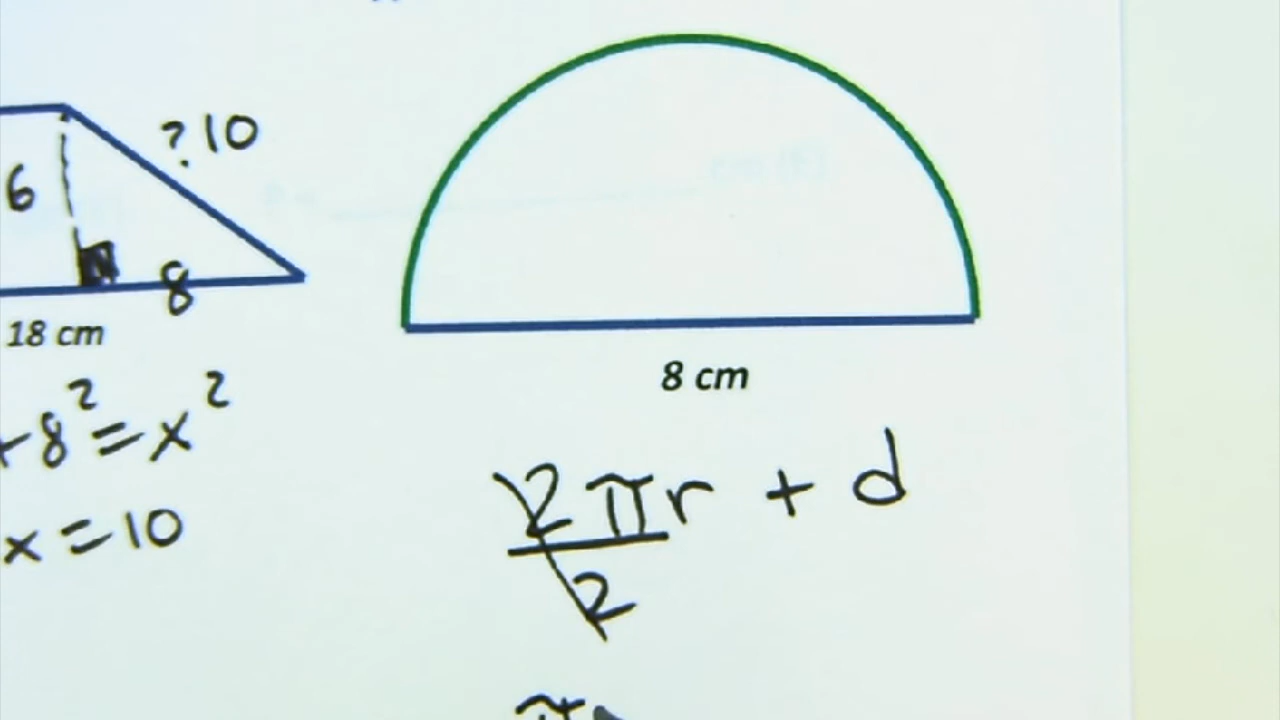 ? 10
6
8
18 cm
+ 8² = x²
x = 10
8 cm
2πr + d
2
π